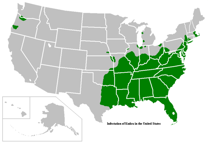 Infestation of Kudzu in the United States